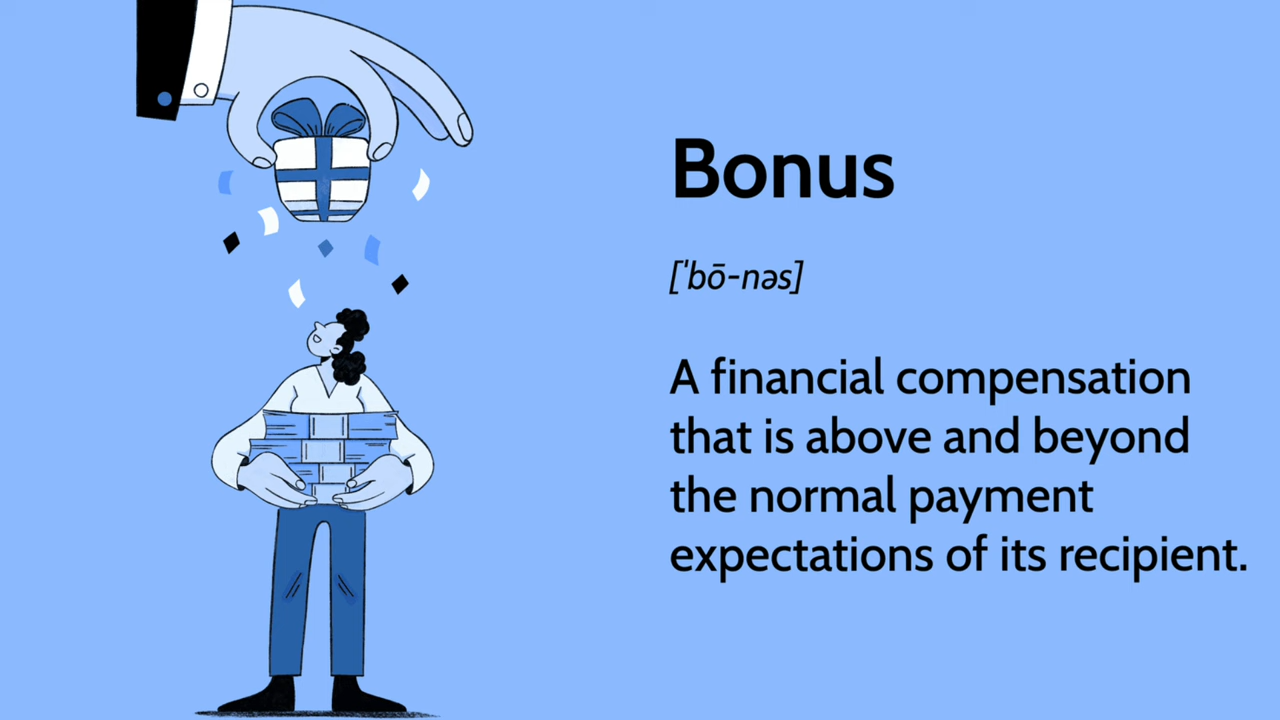 Bonus
[ˈbō-nəs]
A financial compensation
that is above and beyond
the normal payment
expectations of its recipient.